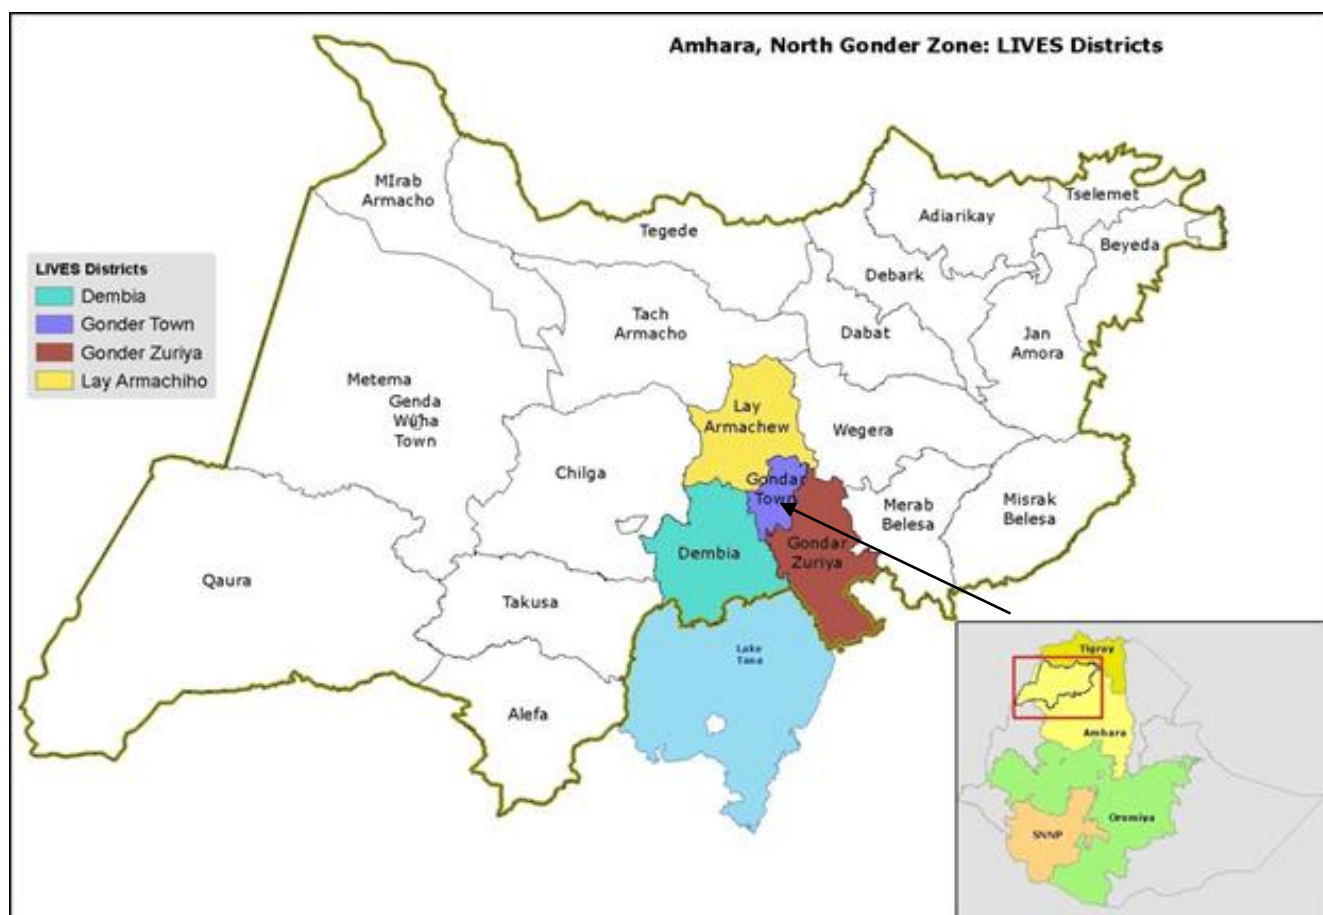 Amhara, North Gonder Zone: LIVES Districts
MIrab
Armacho
Tegede
Adiarikay
Tselemet
Beyeda
Debark
LIVES Districts
Dembia
Gonder Town
Gonder Zuriya
Lay Armachiho
Tach
Armacho
Dabat
Jan
Amora
Metema
Genda
Wuha
Town
Lay
Armachew
Wegera
Chilga
Gondar
Town
Merab
Belesa
Misrak
Belesa
Dembia
Gondar
Zuriya
Qaura
Takusa
Lake
Tana
Alefa
Tigray
Amhara
Oromiya
SNNP